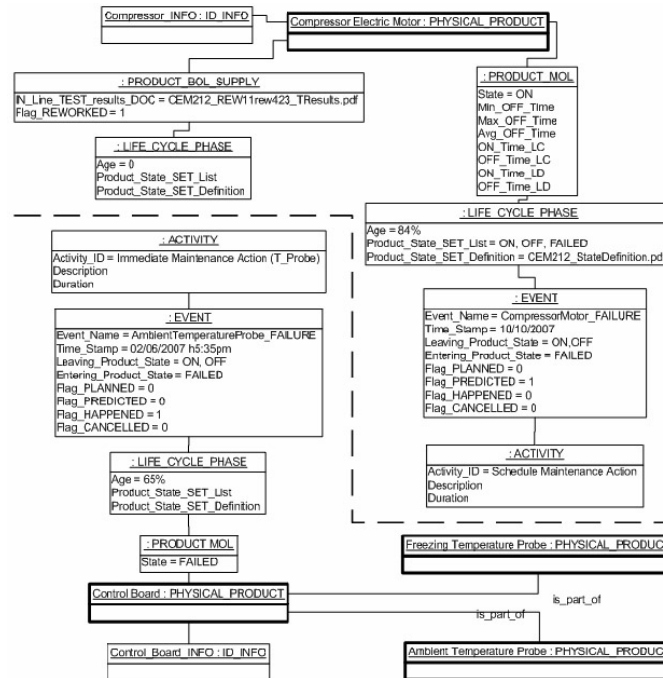 Compressor_INFO : ID_INFO
Compressor Electric Motor : PHYSICAL_PRODUCT
: PRODUCT_BOL_SUPPLY
IN_Line_TEST_results_DOC = CEM212_REW11rew423_TResults.pdf
Flag_REWORKED = 1
: LIFE_CYCLE_PHASE
Age = 0
Product_State_SET_List
Product_State_SET_Definition
: PRODUCT_MOL
State = ON
Min_OFF_Time
Max_OFF_Time
Avg_OFF_Time
ON_Time_LC
OFF_Time_LC
ON_Time_LD
OFF_Time_LD
: LIFE_CYCLE_PHASE
Age = 84%
Product_State_SET_List = ON, OFF, FAILED
Product_State_SET_Definition = CEM212_StateDefinition.pd
: EVENT
Event_Name = CompressorMotor_FAILURE
Time_Stamp = 10/10/2007
Leaving_Product_State = ON,OFF
Entering_Product_State = FAILED
Flag_PLANNED = 0
Flag_PREDICTED = 1
Flag_HAPPENED = 0
Flag_CANCELLED = 0
: ACTIVITY
Activity_ID = Schedule Maintenance Action
Description
Duration
: ACTIVITY
Activity_ID = Immediate Maintenance Action (T_Probe)
Description
Duration
: EVENT
Event_Name = AmbientTemperatureProbe_FAILURE
Time_Stamp = 02/06/2007 h5:35pm
Leaving_Product_State = ON, OFF
Entering_Product_State = FAILED
Flag_PLANNED = 0
Flag_PREDICTED = 0
Flag_HAPPENED = 1
Flag_CANCELLED = 0
: LIFE_CYCLE_PHASE
Age = 65%
Product_State_SET_List
Product_State_SET_Definition
: PRODUCT MOL
State = FAILED
Control Board : PHYSICAL_PRODUCT
Control_Board_INFO : ID_INFO
Freezing Temperature Probe : PHYSICAL_PRODUC
is_part_of
is_part_of
Ambient Temperature Probe : PHYSICAL_PRODUC